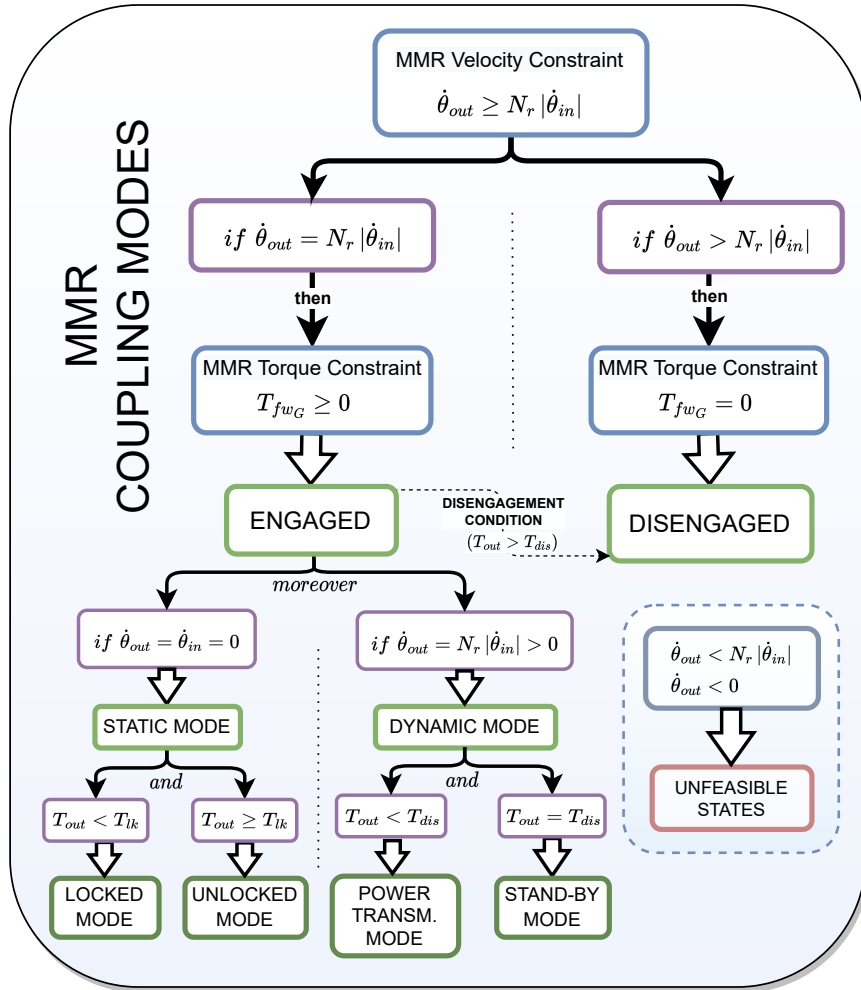 MMR
COUPLING MODES
MMR Velocity Constraint
θ̇_out ≥ N_r |θ̇_in|
if θ̇_out = N_r |θ̇_in|
if θ̇_out > N_r |θ̇_in|
then
then
MMR Torque Constraint
T_fw_G ≥ 0
MMR Torque Constraint
T_fw_G = 0
ENGAGED
DISENGAGEMENT
CONDITION
(T_out > T_dis)
DISENGAGED
moreover
if θ̇_out = θ̇_in = 0
if θ̇_out = N_r |θ̇_in| > 0
STATIC MODE
DYNAMIC MODE
and
and
T_out < T_lk
T_out ≥ T_lk
T_out < T_dis
T_out = T_dis
LOCKED
MODE
UNLOCKED
MODE
POWER
TRANSM.
MODE
STAND-BY
MODE
θ̇_out < N_r |θ̇_in|
θ̇_out < 0
UNFEASIBLE
STATES